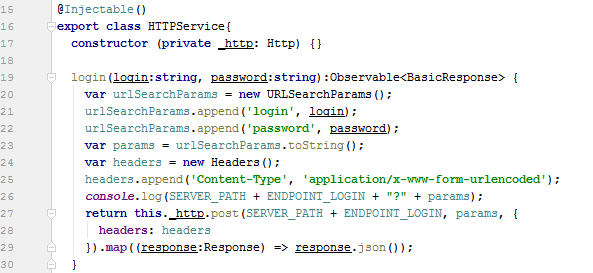 15 @Injectable()
16 export class HTTPService{
17 constructor (private _http: Http) {}
18
19 login(login:string, password:string):Observable<BasicResponse> {
20 var urlSearchParams = new URLSearchParams();
21 urlSearchParams.append('login', login);
22 urlSearchParams.append('password', password);
23 var params = urlSearchParams.toString();
24 var headers = new Headers();
25 headers.append('Content-Type', 'application/x-www-form-urlencoded');
26 console.log(SERVER_PATH + ENDPOINT_LOGIN + "?" + params);
27 return this._http.post(SERVER_PATH + ENDPOINT_LOGIN, params, {
28 headers: headers
29 }).map((response:Response) => response.json());
30 }